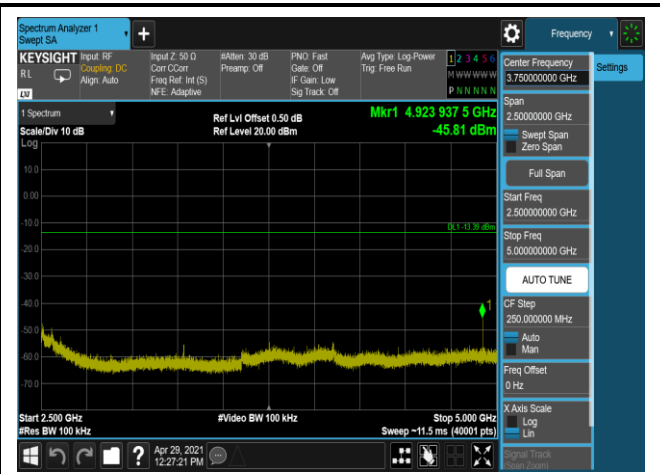 Spectrum Analyzer 1
Swept SA
+
Frequency
KEYSIGHT
RL
LXI
Input: RF
Coupling: DC
Align: Auto
Input Z: 50 Ω
Corr CCorr
Freq Ref: Int (S)
NFE: Adaptive
#Atten: 30 dB
Preamp: Off
PNO: Fast
Gate: Off
IF Gain: Low
Sig Track: Off
Avg Type: Log-Power
Trig: Free Run
1 2 3 4 5 6
M W W W W W
P N N N N N
1 Spectrum
Scale/Div 10 dB
Log
Ref Lvl Offset 0.50 dB
Ref Level 20.00 dBm
Mkr1 4.923 937 5 GHz
-45.81 dBm
10.0
0.00
-10.0
-20.0
-30.0
-40.0
-50.0
-60.0
-70.0
DL1 -13.39 dBm
1
Start 2.500 GHz
#Res BW 100 kHz
#Video BW 100 kHz
Stop 5.000 GHz
Sweep ~11.5 ms (40001 pts)
Center Frequency
3.750000000 GHz
Span
2.50000000 GHz
Swept Span
Zero Span
Full Span
Start Freq
2.500000000 GHz
Stop Freq
5.000000000 GHz
AUTO TUNE
CF Step
250.000000 MHz
Auto
Man
Freq Offset
0 Hz
X Axis Scale
Log
Lin
Signal Track
(Span Zoom)
Settings
?
Apr 29, 2021
12:27:21 PM